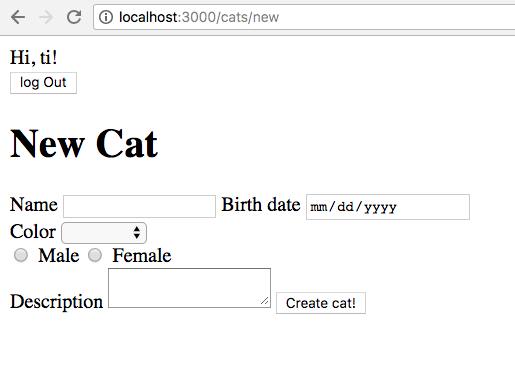 localhost:3000/cats/new
Hi, ti!
log Out
New Cat
Name Birth date mm/dd/yyyy
Color
Male Female
Description Create cat!